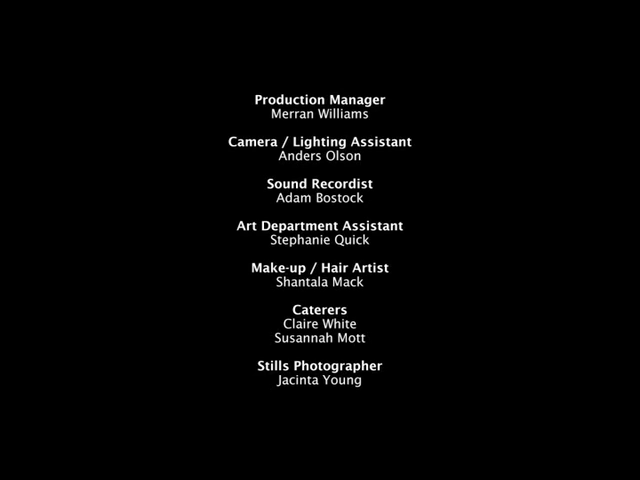 Production Manager
Merran Williams
Camera / Lighting Assistant
Anders Olson
Sound Recordist
Adam Bostock
Art Department Assistant
Stephanie Quick
Make-up / Hair Artist
Shantala Mack
Caterers
Claire White
Susannah Mott
Stills Photographer
Jacinta Young